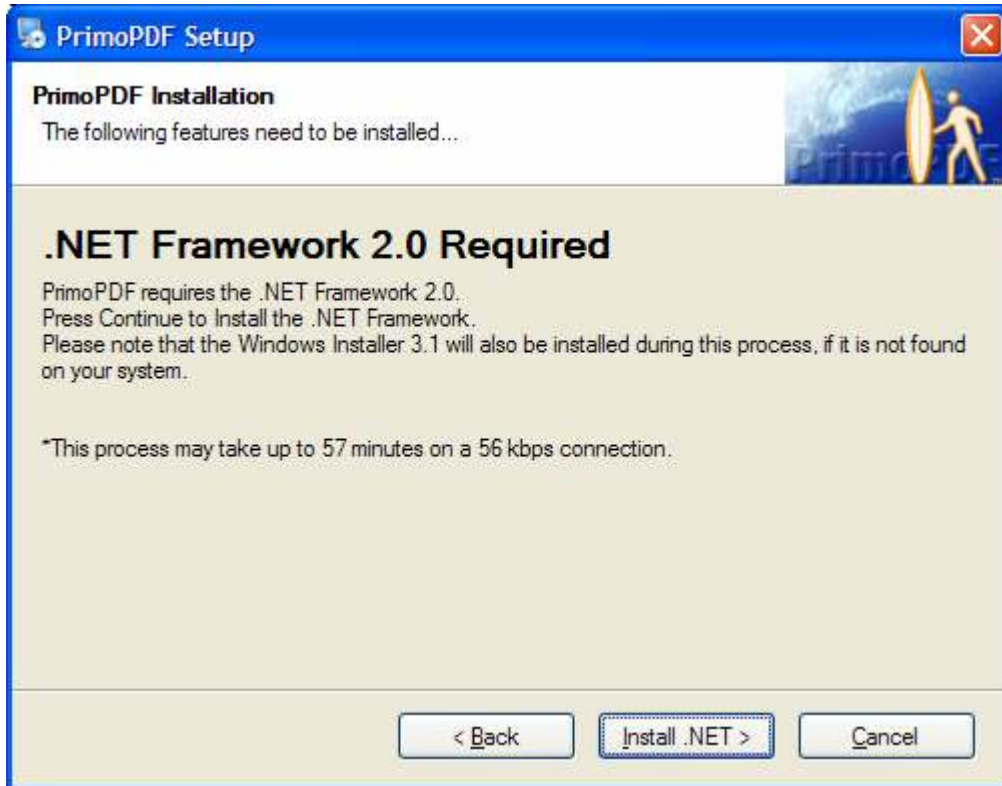 PrimoPDF Setup
PrimoPDF Installation
The following features need to be installed...
PrimoPDF
.NET Framework 2.0 Required
PrimoPDF requires the .NET Framework 2.0.
Press Continue to Install the .NET Framework.
Please note that the Windows Installer 3.1 will also be installed during this process, if it is not found
on your system.
*This process may take up to 57 minutes on a 56 kbps connection.
< Back
Install .NET >
Cancel